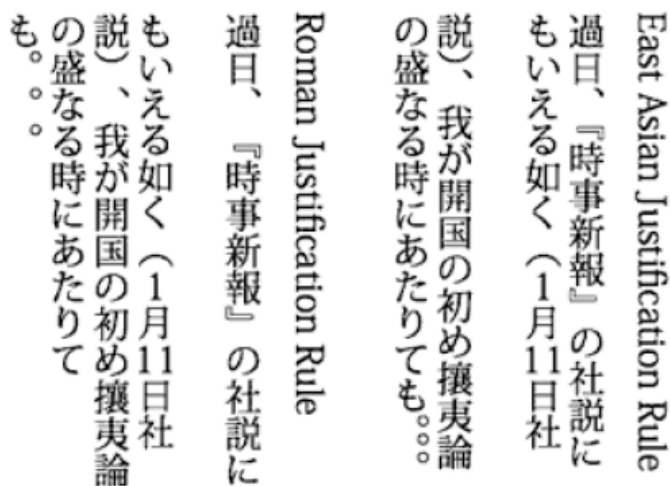 East Asian Justification Rule
過日、『時事新報』の社説に
もいえる如く（1月11日社
説）、我が開国の初め攘夷論
の盛なる時にあたりても。。。
Roman Justification Rule
過日、『時事新報』の社説に
もいえる如く（1月11日社
説）、我が開国の初め攘夷論
の盛なる時にあたりて
も。。。